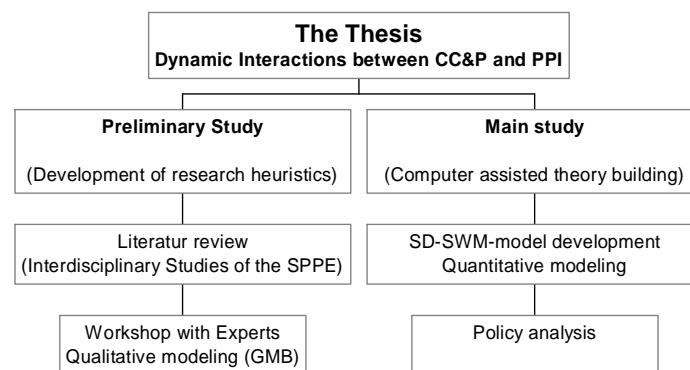 The Thesis
Dynamic Interactions between CC&P and PPI
Preliminary Study
(Development of research heuristics)
Main study
(Computer assisted theory building)
Literatur review
(Interdisciplinary Studies of the SPPE)
SD-SWM-model development
Quantitative modeling
Workshop with Experts
Qualitative modeling (GMB)
Policy analysis